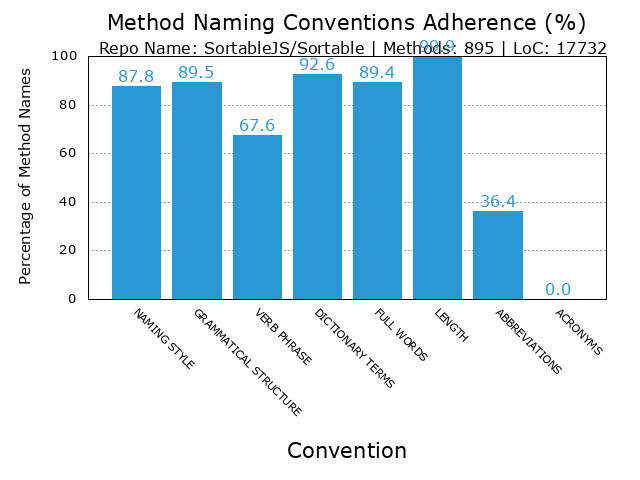 Method Naming Conventions Adherence (%)
Repo Name: SortableJS/Sortable | Methods: 895 | LoC: 17732
Percentage of Method Names
100
80
60
40
20
0
87.8
89.5
67.6
92.6
89.4
99.9
36.4
0.0
NAMING STYLE
GRAMMATICAL STRUCTURE
VERB PHRASE
DICTIONARY TERMS
FULL WORDS
LENGTH
ABBREVIATIONS
ACRONYMS
Convention